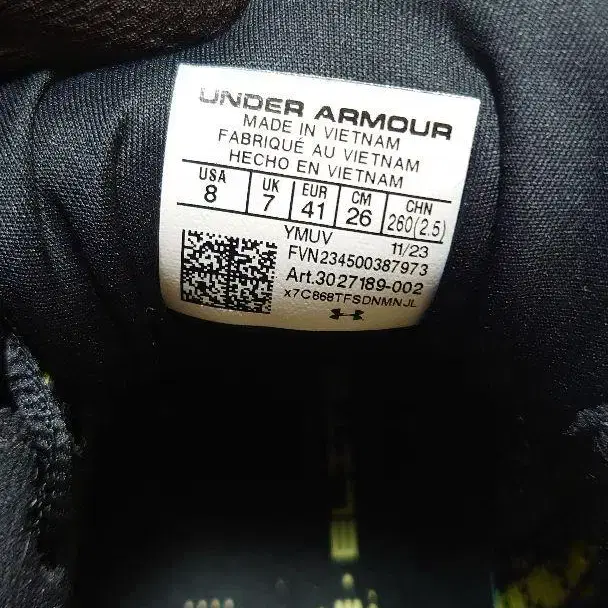 UNDER ARMOUR
MADE IN VIETNAM
FABRIQUÉ AU VIETNAM
HECHO EN VIETNAM
USA UK EUR CM CHN
8 7 41 26 260(2.5)
YMUV 11/23
FVN234500387973
Art.3027189-002
x7C868TFSDNMNJL